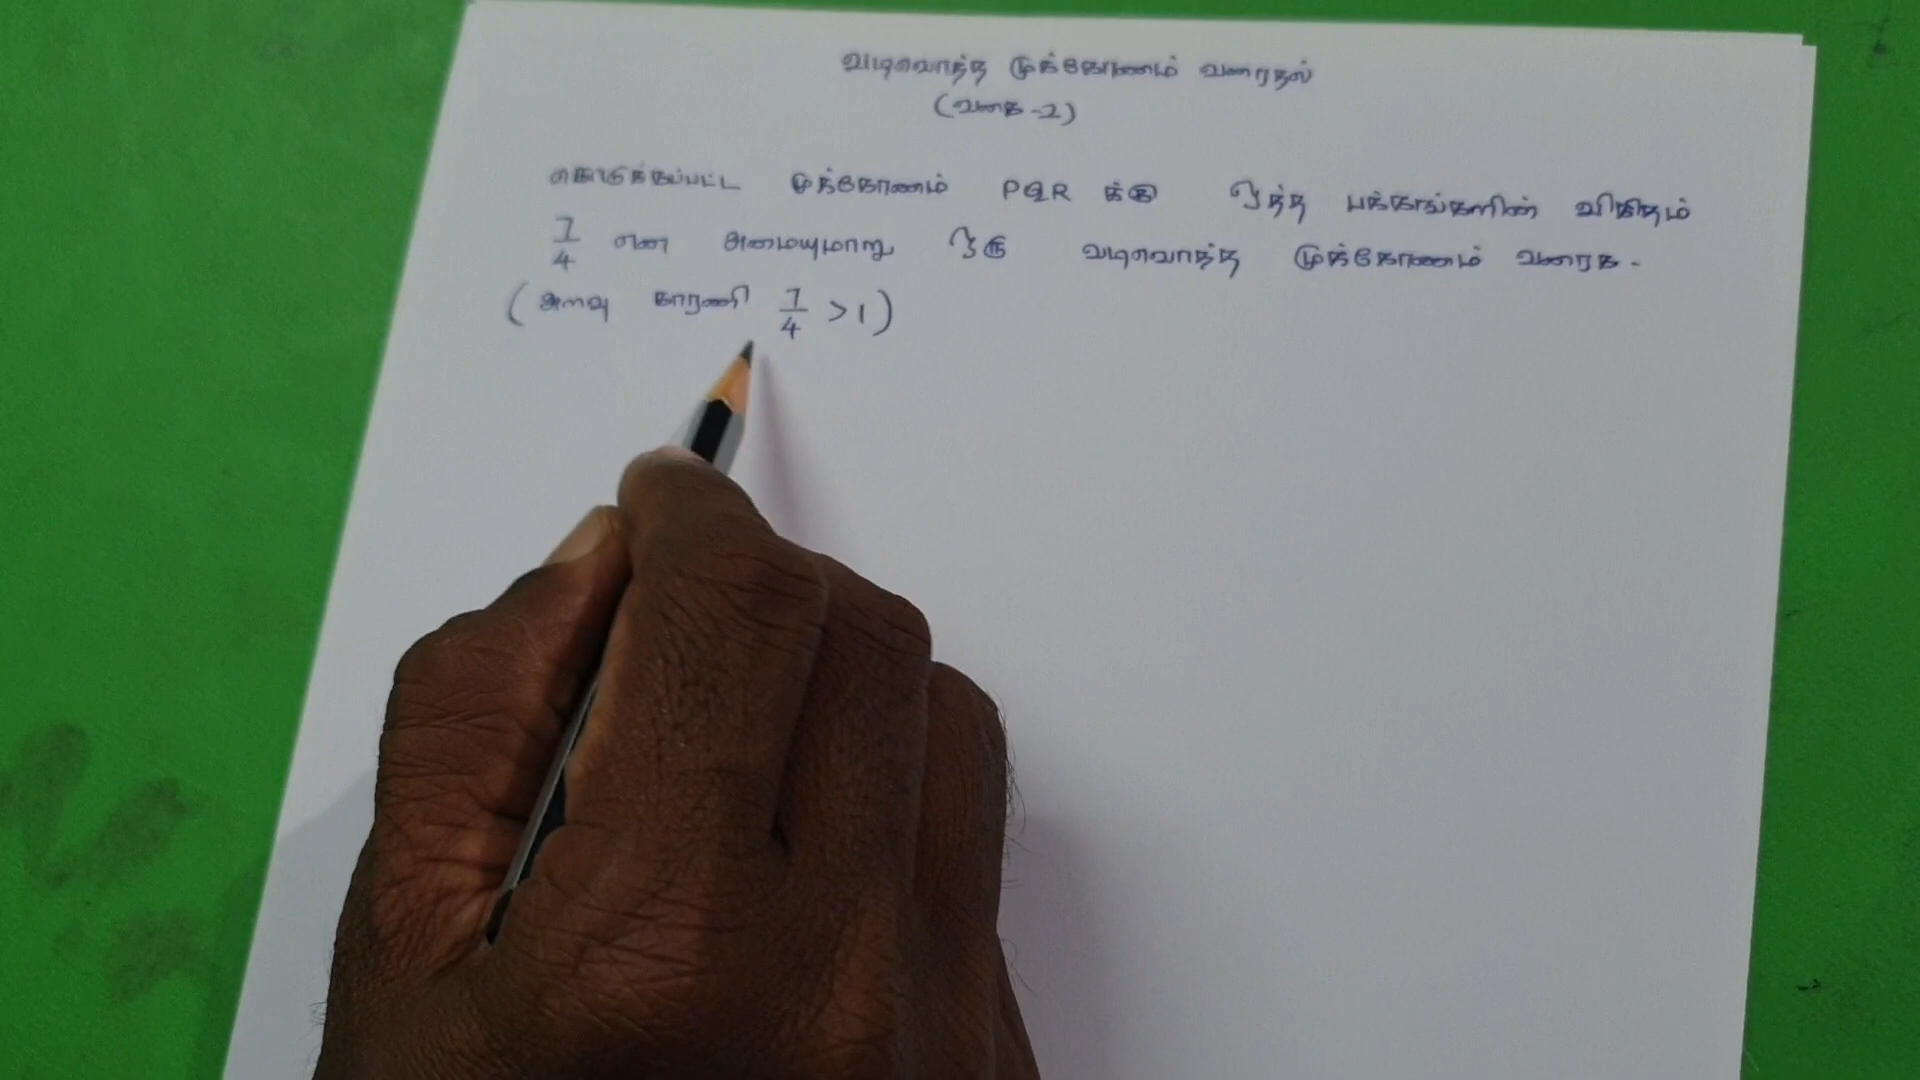 வடிவொத்த முக்கோணம் வரைதல்
(வகை -2)
கொடுக்கப்பட்ட முக்கோணம் PQR க்கு ஒத்த பக்கங்களின் விகிதம்
7/4 என அமையுமாறு ஒரு வடிவொத்த முக்கோணம் வரைக.
(அளவு காரணி 7/4 > 1)